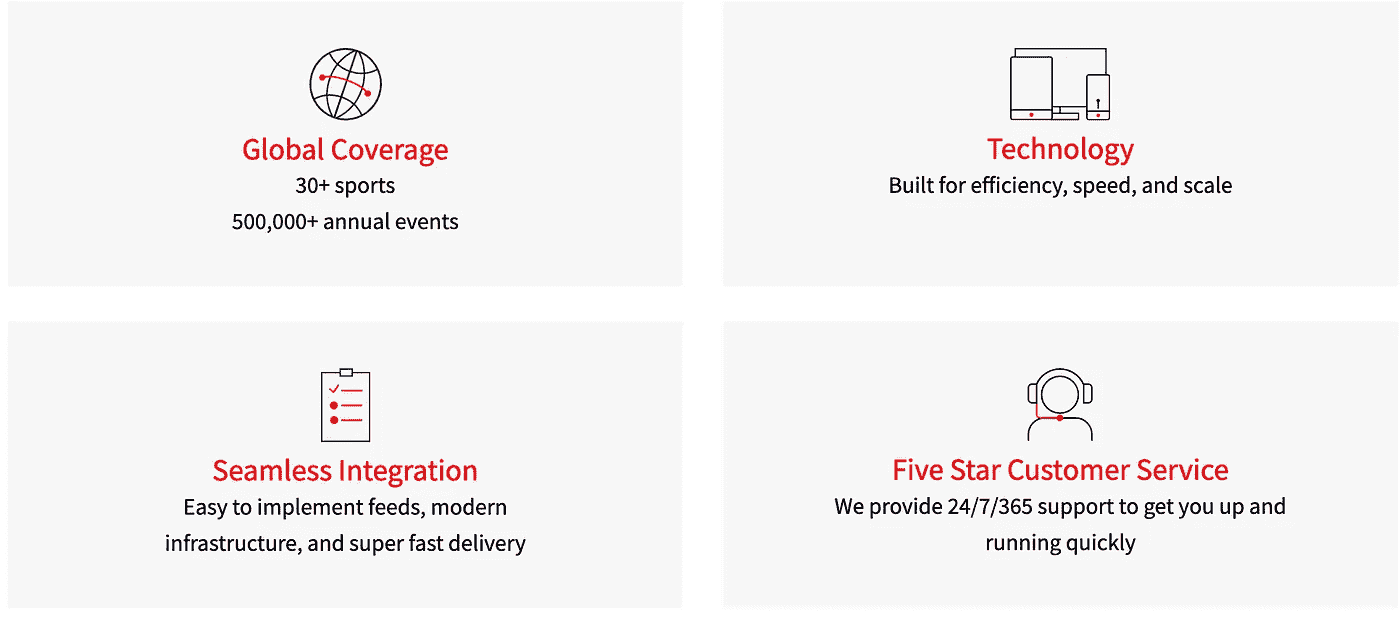 Global Coverage
30+ sports
500,000+ annual events
Technology
Built for efficiency, speed, and scale
Seamless Integration
Easy to implement feeds, modern
infrastructure, and super fast delivery
Five Star Customer Service
We provide 24/7/365 support to get you up and
running quickly